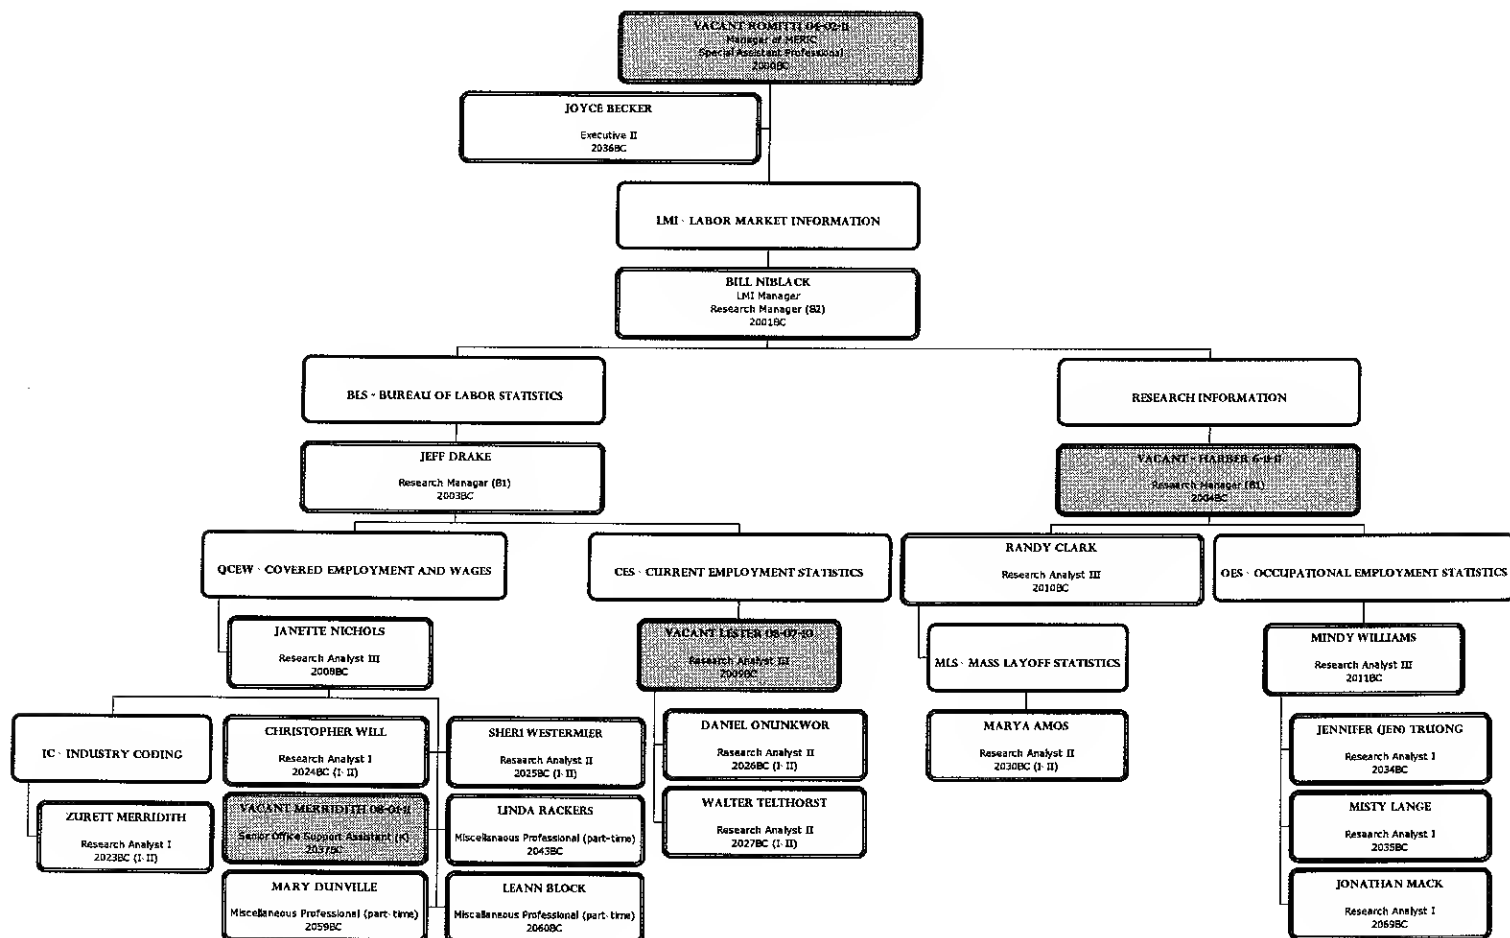 VACANT ROMITTI 04-02-11
Manager of MERIC
Special Assistant Professional
2000BC
JOYCE BECKER
Executive II
2036BC
LMI - LABOR MARKET INFORMATION
BILL NIBLACK
LMI Manager
Research Manager (B2)
2001BC
BLS - BUREAU OF LABOR STATISTICS
RESEARCH INFORMATION
JEFF DRAKE
Research Manager (B1)
2003BC
VACANT - HARBER 6-11-11
Research Manager (B1)
2004BC
QCEW - COVERED EMPLOYMENT AND WAGES
CES - CURRENT EMPLOYMENT STATISTICS
RANDY CLARK
Research Analyst III
2010BC
OES - OCCUPATIONAL EMPLOYMENT STATISTICS
JANETTE NICHOLS
Research Analyst III
2008BC
VACANT LESTER 08-07-10
Research Analyst III
2009BC
MLS - MASS LAYOFF STATISTICS
MINDY WILLIAMS
Research Analyst III
2011BC
IC - INDUSTRY CODING
CHRISTOPHER WILL
Research Analyst I
2024BC (I-II)
SHERI WESTERMIER
Research Analyst II
2025BC (I-II)
DANIEL ONUNKWOR
Research Analyst II
2026BC (I-II)
MARYA AMOS
Research Analyst II
2030BC (I-II)
JENNIFER (JEN) TRUONG
Research Analyst I
2034BC
ZURETT MERRIDITH
Research Analyst I
2023BC (I-II)
VACANT MERRIDITH 08-01-11
Senior Office Support Assistant (K)
2037BC
LINDA RACKERS
Miscellaneous Professional (part-time)
2043BC
WALTER TELTHORST
Research Analyst II
2027BC (I-II)
MISTY LANGE
Research Analyst I
2035BC
MARY DUNVILLE
Miscellaneous Professional (part-time)
2059BC
LEANN BLOCK
Miscellaneous Professional (part-time)
2060BC
JONATHAN MACK
Research Analyst I
2069BC